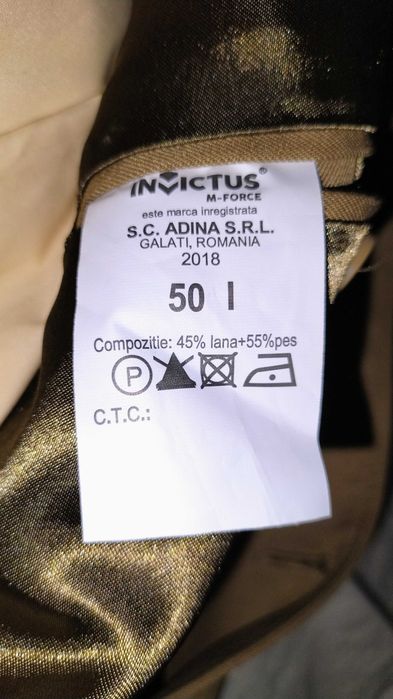 INVICTUS®
M-FORCE
este marca inregistrata
S.C. ADINA S.R.L.
GALATI, ROMANIA
2018
50 I
Compozitie: 45% lana+55%pes
P
C.T.C.: